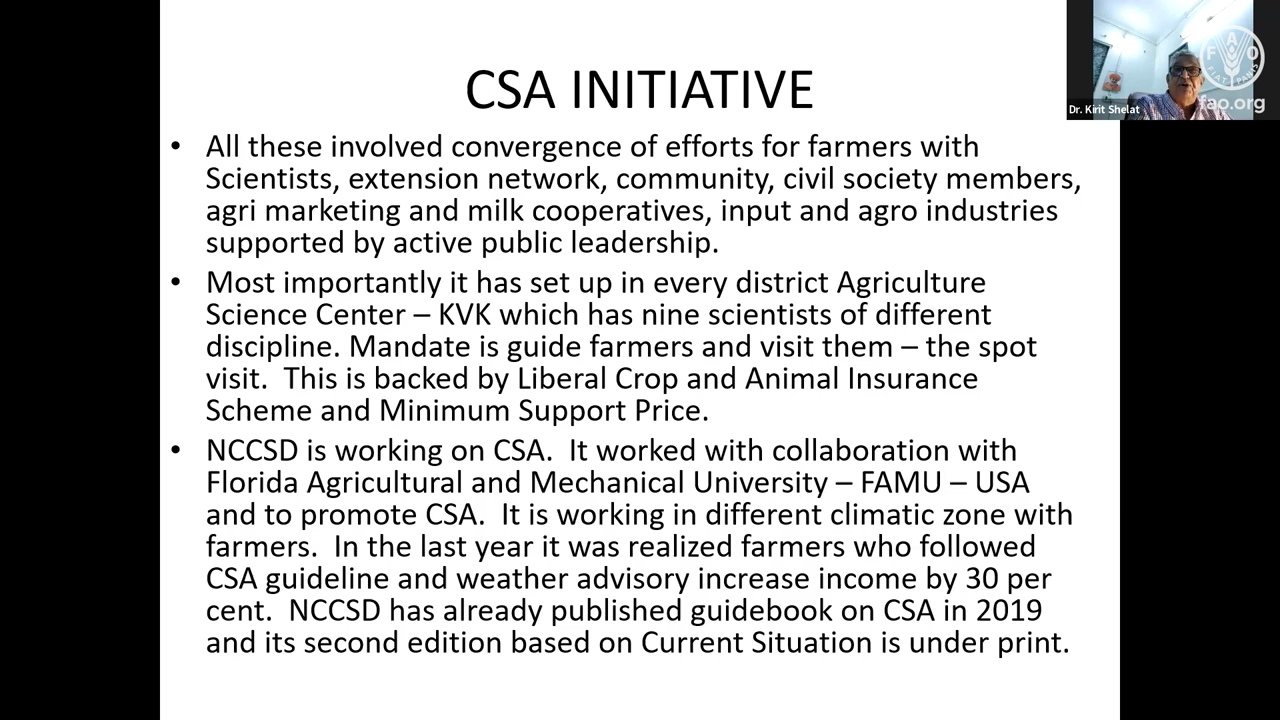 CSA INITIATIVE
• All these involved convergence of efforts for farmers with
Scientists, extension network, community, civil society members,
agri marketing and milk cooperatives, input and agro industries
supported by active public leadership.
• Most importantly it has set up in every district Agriculture
Science Center – KVK which has nine scientists of different
discipline. Mandate is guide farmers and visit them – the spot
visit.  This is backed by Liberal Crop and Animal Insurance
Scheme and Minimum Support Price.
• NCCSD is working on CSA.  It worked with collaboration with
Florida Agricultural and Mechanical University – FAMU – USA
and to promote CSA.  It is working in different climatic zone with
farmers.  In the last year it was realized farmers who followed
CSA guideline and weather advisory increase income by 30 per
cent.  NCCSD has already published guidebook on CSA in 2019
and its second edition based on Current Situation is under print.
Dr. Kirit Shelat
F A O
FIAT PANIS
fao.org